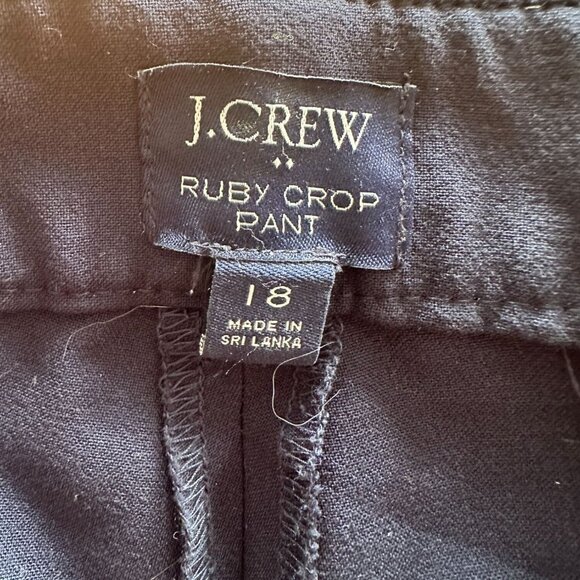 J.CREW
RUBY CROP
PANT
18
MADE IN
SRI LANKA